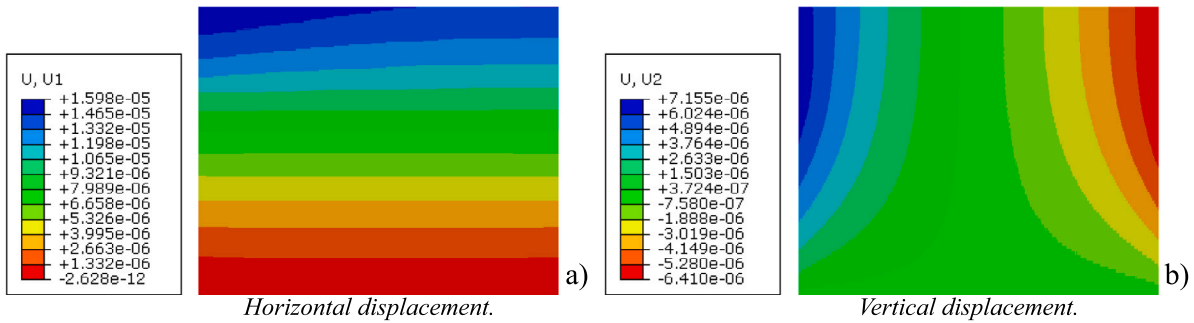 U, U1
+1.598e-05
+1.465e-05
+1.332e-05
+1.198e-05
+1.065e-05
+9.321e-06
+7.989e-06
+6.658e-06
+5.326e-06
+3.995e-06
+2.663e-06
+1.332e-06
-2.628e-12
a)
Horizontal displacement.
U, U2
+7.155e-06
+6.024e-06
+4.894e-06
+3.764e-06
+2.633e-06
+1.503e-06
+3.724e-07
-7.580e-07
-1.888e-06
-3.019e-06
-4.149e-06
-5.280e-06
-6.410e-06
b)
Vertical displacement.